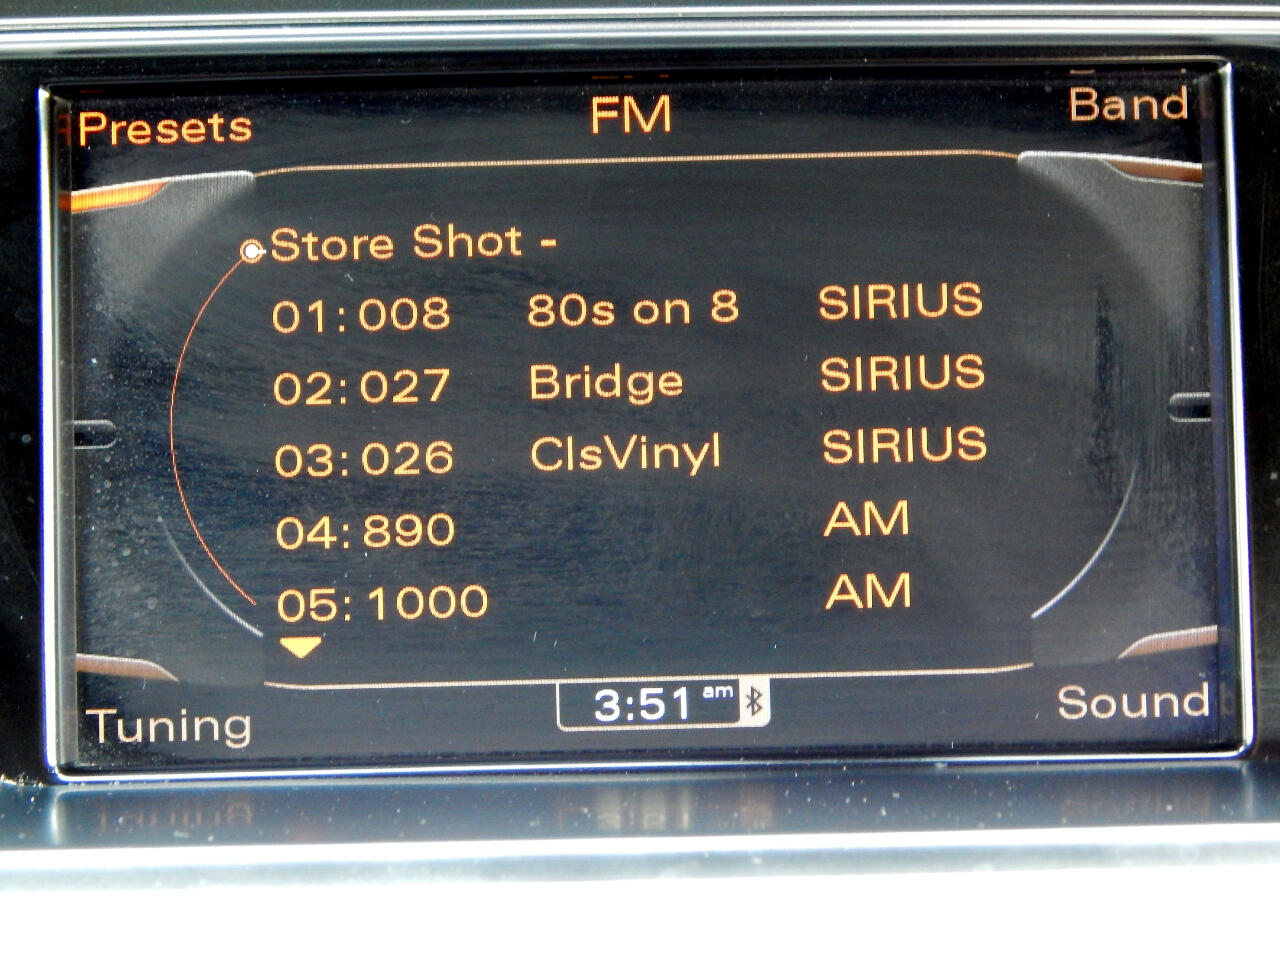 Presets FM Band
Store Shot -
01: 008 80s on 8 SIRIUS
02: 027 Bridge SIRIUS
03: 026 ClsVinyl SIRIUS
04: 890 AM
05: 1000 AM
Tuning 3:51 am Sound